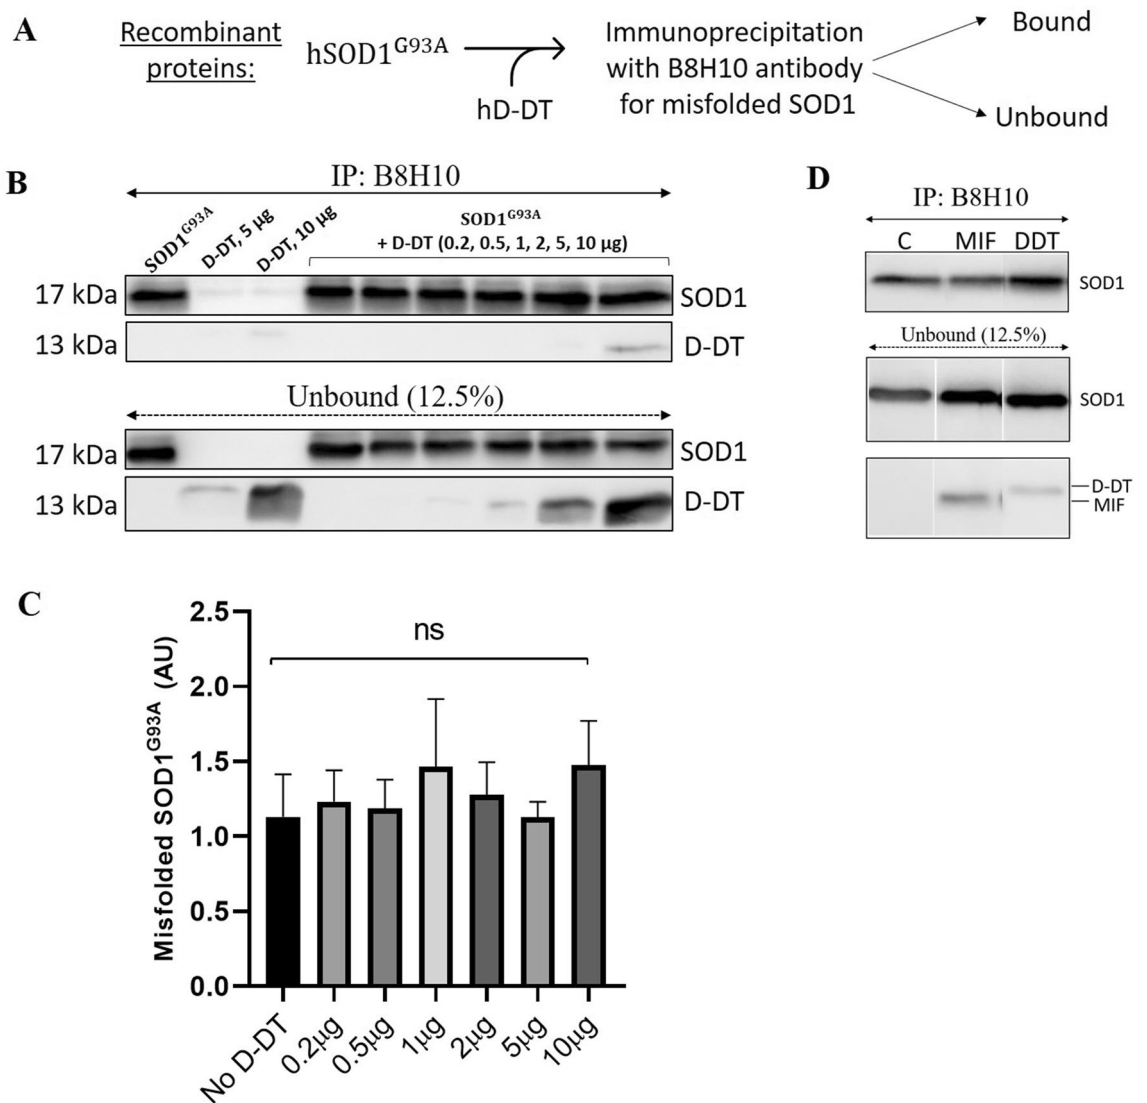 A
Recombinant
proteins:
hSOD1G93A
hD-DT
Immunoprecipitation
with B8H10 antibody
for misfolded SOD1
Bound
Unbound
B
IP: B8H10
SOD1G93A
D-DT, 5 µg
D-DT, 10 µg
SOD1G93A
+ D-DT (0.2, 0.5, 1, 2, 5, 10 µg)
17 kDa
SOD1
13 kDa
D-DT
Unbound (12.5%)
17 kDa
SOD1
13 kDa
D-DT
D
IP: B8H10
C MIF DDT
SOD1
Unbound (12.5%)
SOD1
D-DT
MIF
C
Misfolded SOD1G93A (AU)
2.5
2.0
1.5
1.0
0.5
0.0
ns
No D-DT
0.2µg
0.5µg
1µg
2µg
5µg
10µg